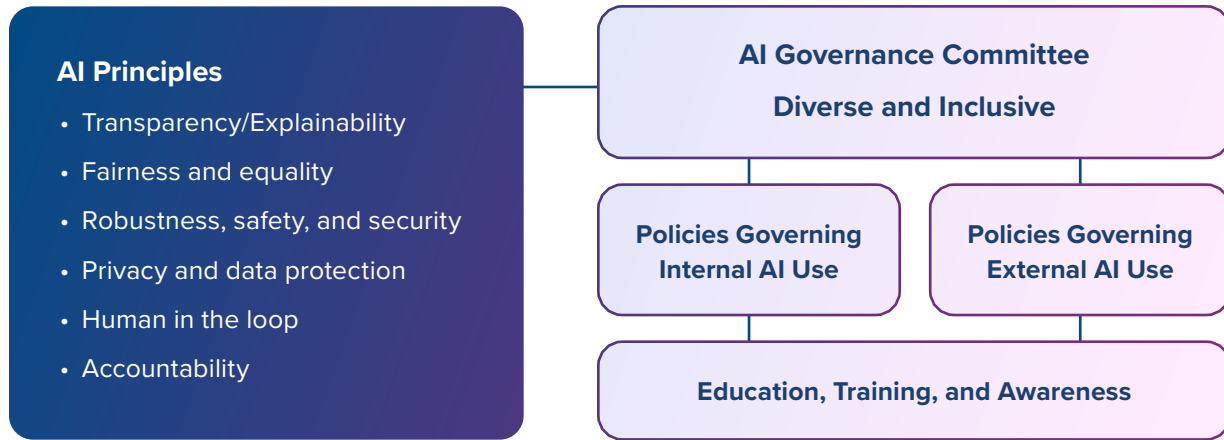 AI Principles
• Transparency/Explainability
• Fairness and equality
• Robustness, safety, and security
• Privacy and data protection
• Human in the loop
• Accountability
AI Governance Committee
Diverse and Inclusive
Policies Governing
Internal AI Use
Policies Governing
External AI Use
Education, Training, and Awareness